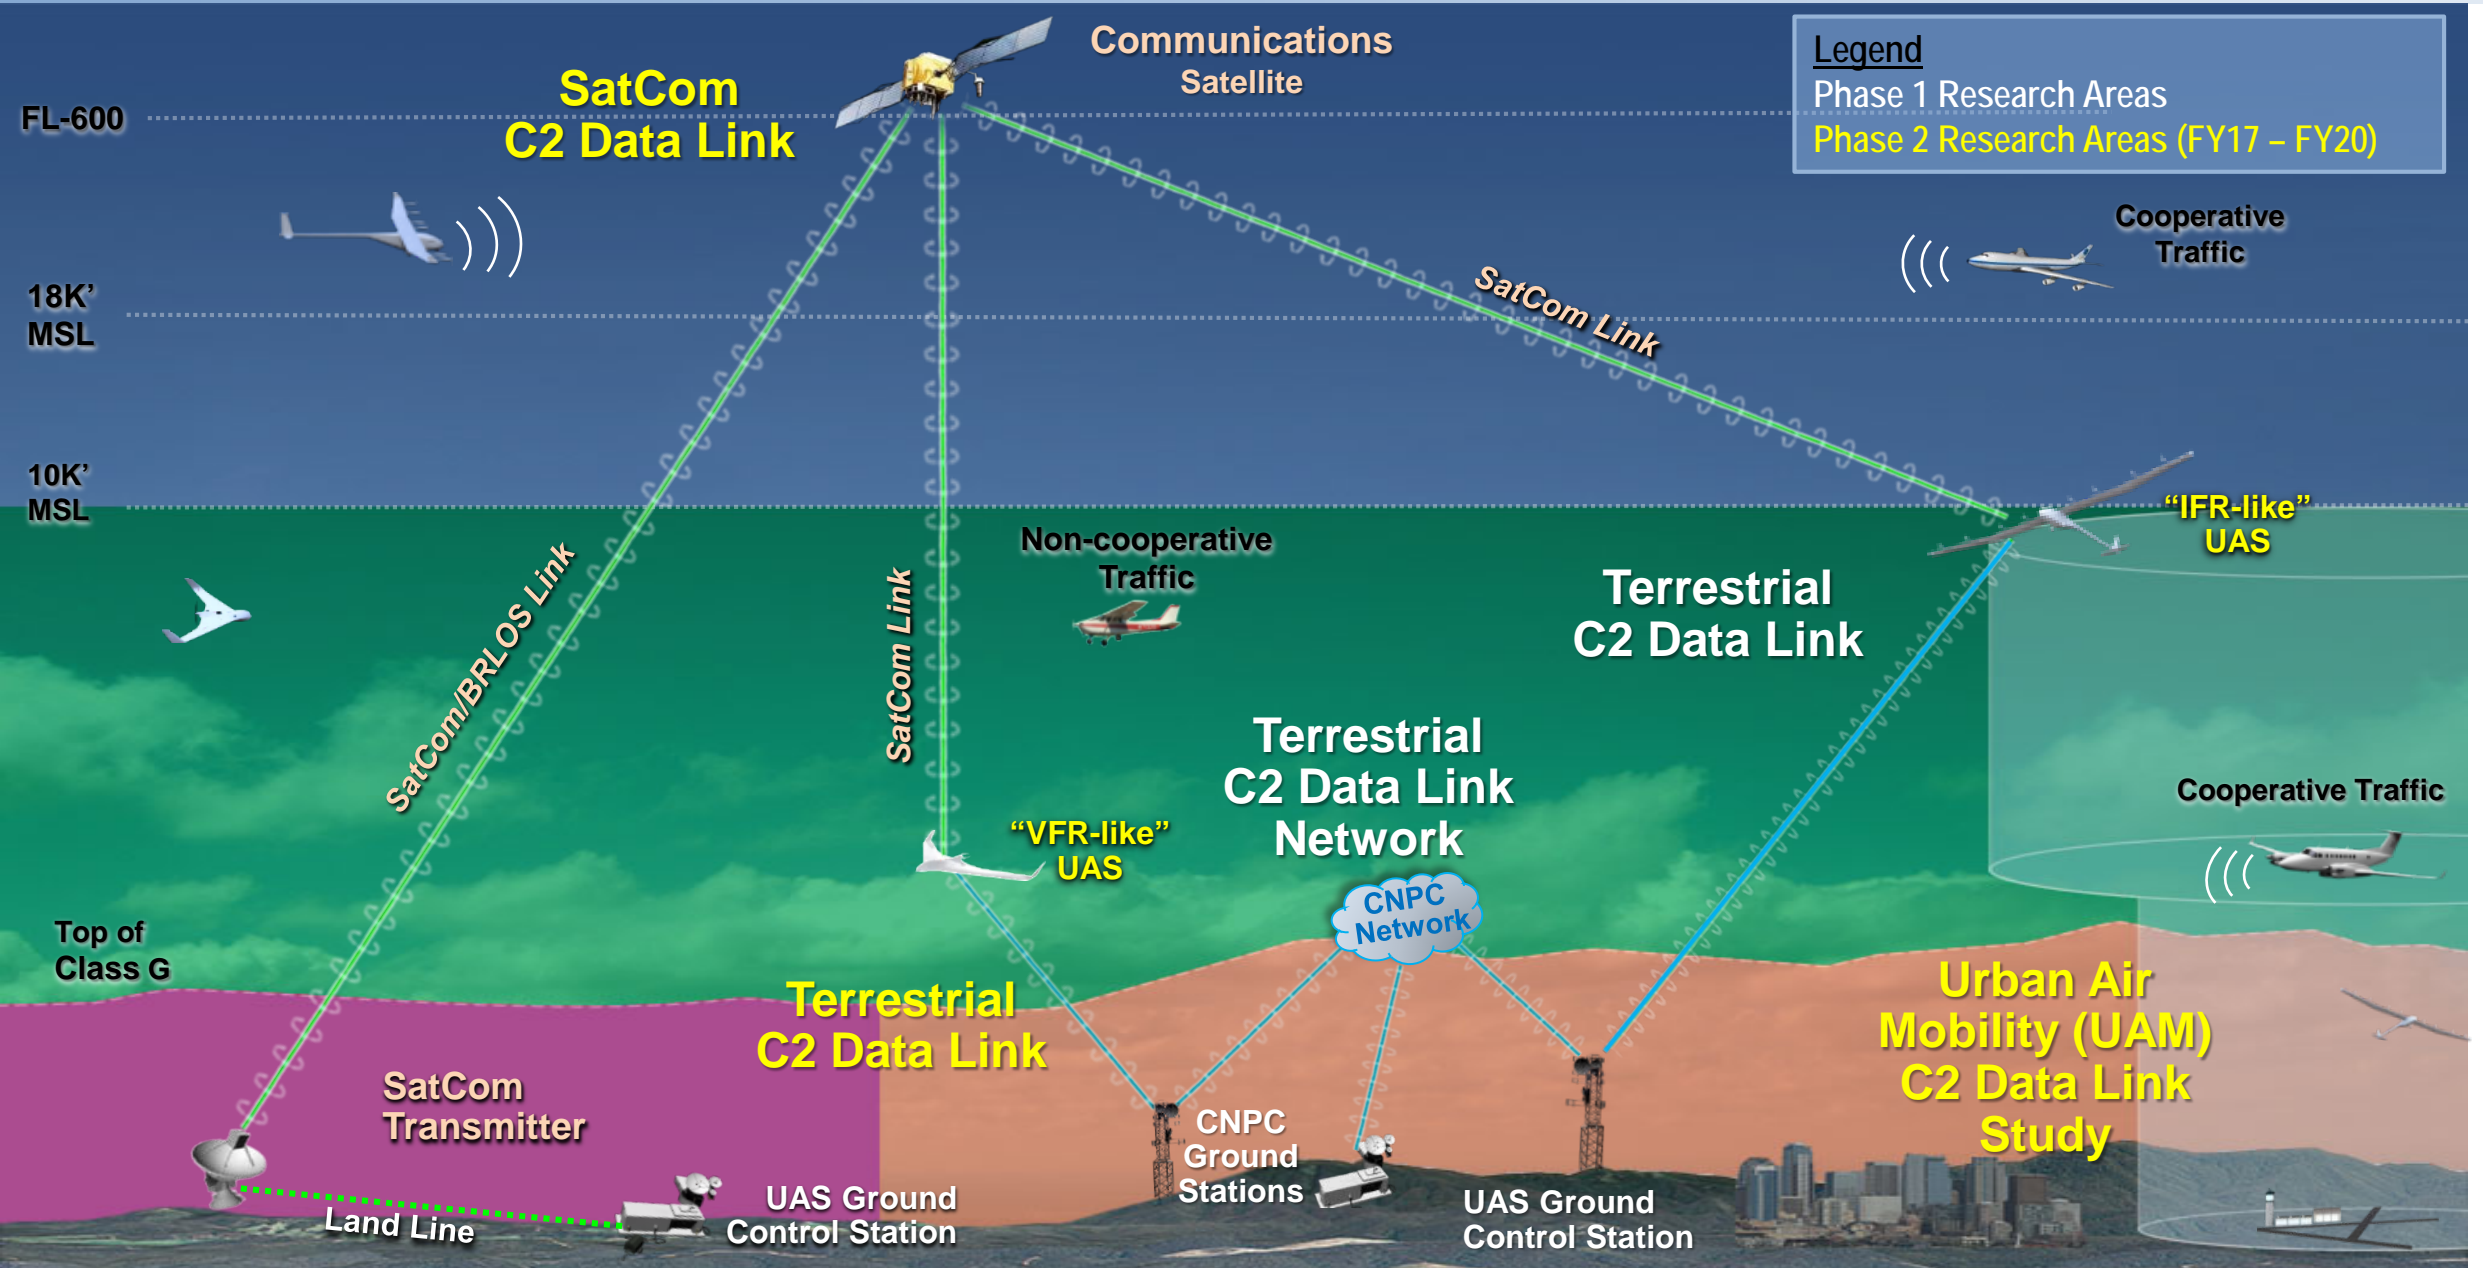 Communications
Satellite
Legend
Phase 1 Research Areas
Phase 2 Research Areas (FY17 – FY20)
SatCom
C2 Data Link
FL-600
Cooperative
Traffic
18K’
MSL
SatCom Link
10K’
MSL
“IFR-like”
UAS
Non-cooperative
Traffic
SatCom/BRLOS Link
SatCom Link
Terrestrial
C2 Data Link
Terrestrial
C2 Data Link
Network
Cooperative Traffic
“VFR-like”
UAS
CNPC
Network
Top of
Class G
Terrestrial
C2 Data Link
Urban Air
Mobility (UAM)
C2 Data Link
Study
SatCom
Transmitter
CNPC
Ground
Stations
UAS Ground
Control Station
UAS Ground
Control Station
Land Line